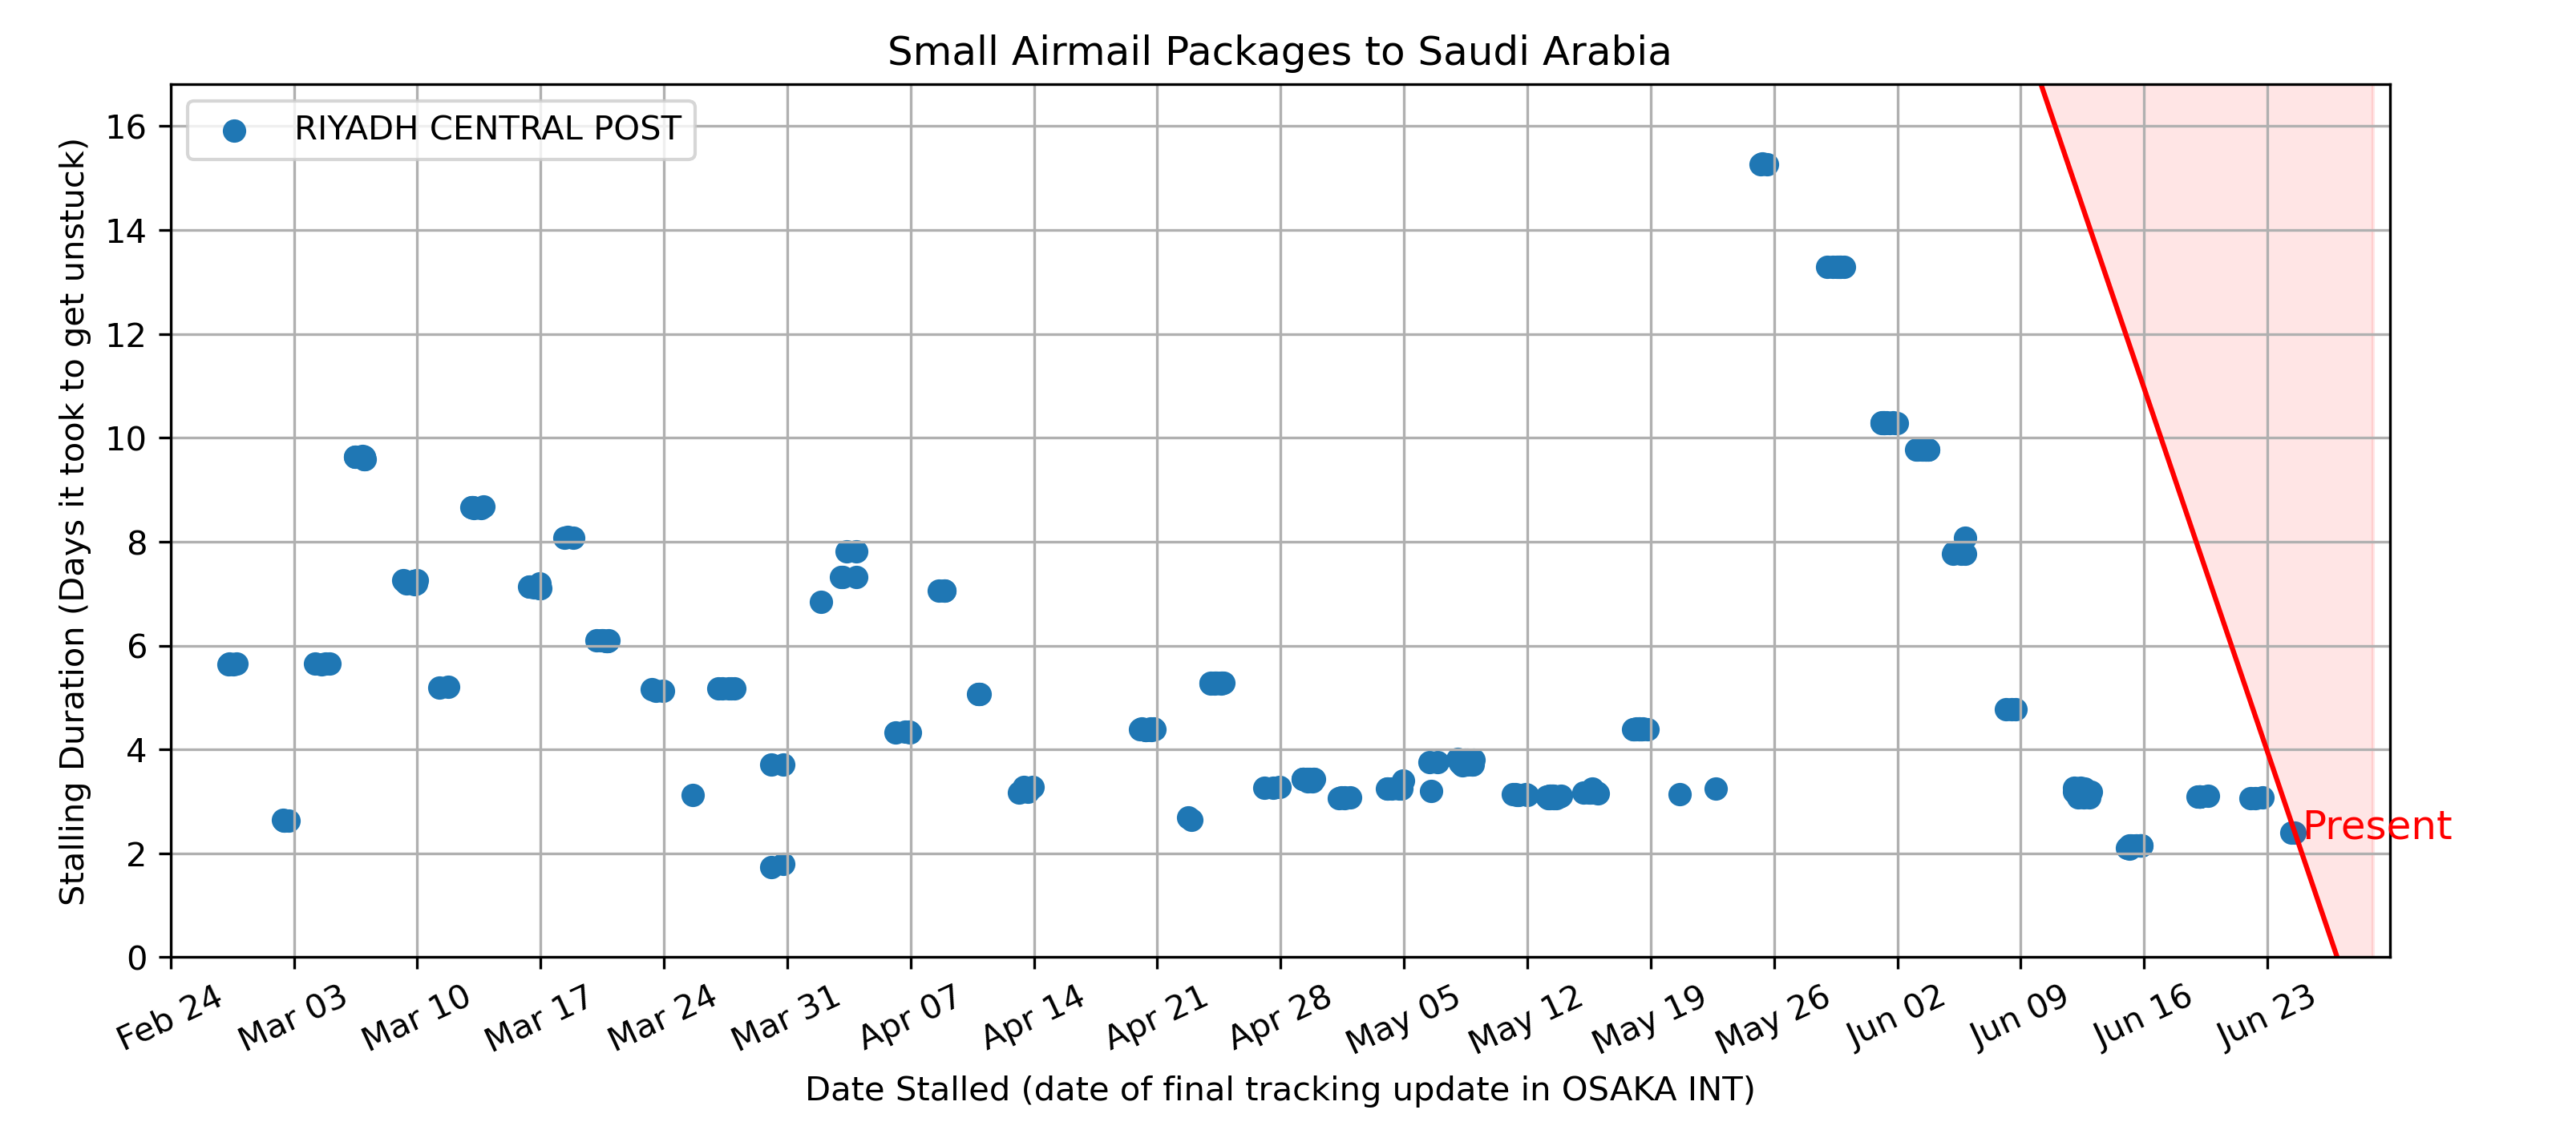 Small Airmail Packages to Saudi Arabia
RIYADH CENTRAL POST
Stalling Duration (Days it took to get unstuck)
16
14
12
10
8
6
4
2
0
Present
Feb 24
Mar 03
Mar 10
Mar 17
Mar 24
Mar 31
Apr 07
Apr 14
Apr 21
Apr 28
May 05
May 12
May 19
May 26
Jun 02
Jun 09
Jun 16
Jun 23
Date Stalled (date of final tracking update in OSAKA INT)